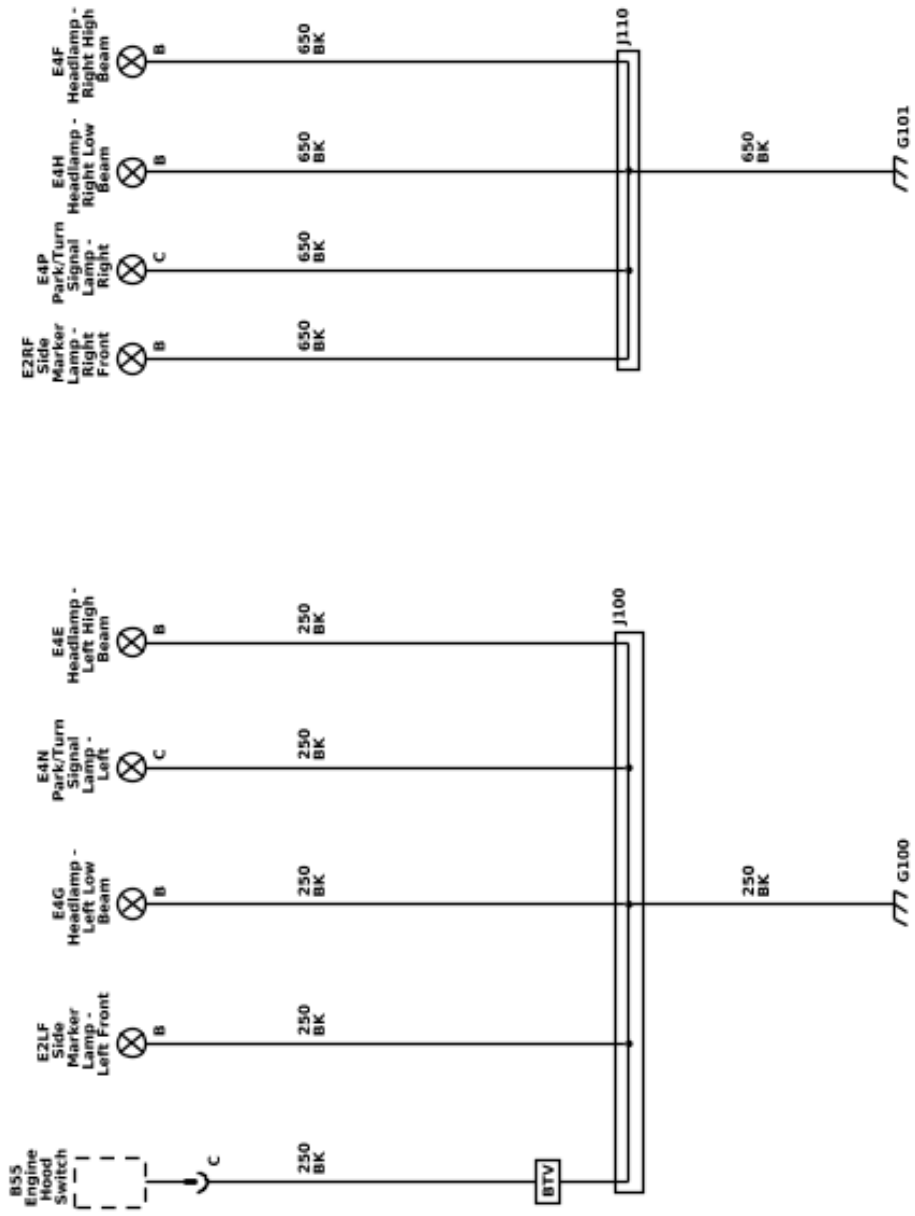 B55
Engine
Hood
Switch
E2LF
Side
Marker
Lamp -
Left Front
E4G
Headlamp -
Left Low
Beam
E4N
Park/Turn
Signal
Lamp -
Left
E4E
Headlamp -
Left High
Beam
E2RF
Side
Marker
Lamp -
Right
Front
E4P
Park/Turn
Signal
Lamp -
Right
E4H
Headlamp -
Right Low
Beam
E4F
Headlamp -
Right High
Beam
C
B
B
C
B
B
C
B
B
250
BK
250
BK
250
BK
250
BK
250
BK
650
BK
650
BK
650
BK
650
BK
BTV
J100
J110
250
BK
650
BK
G100
G101